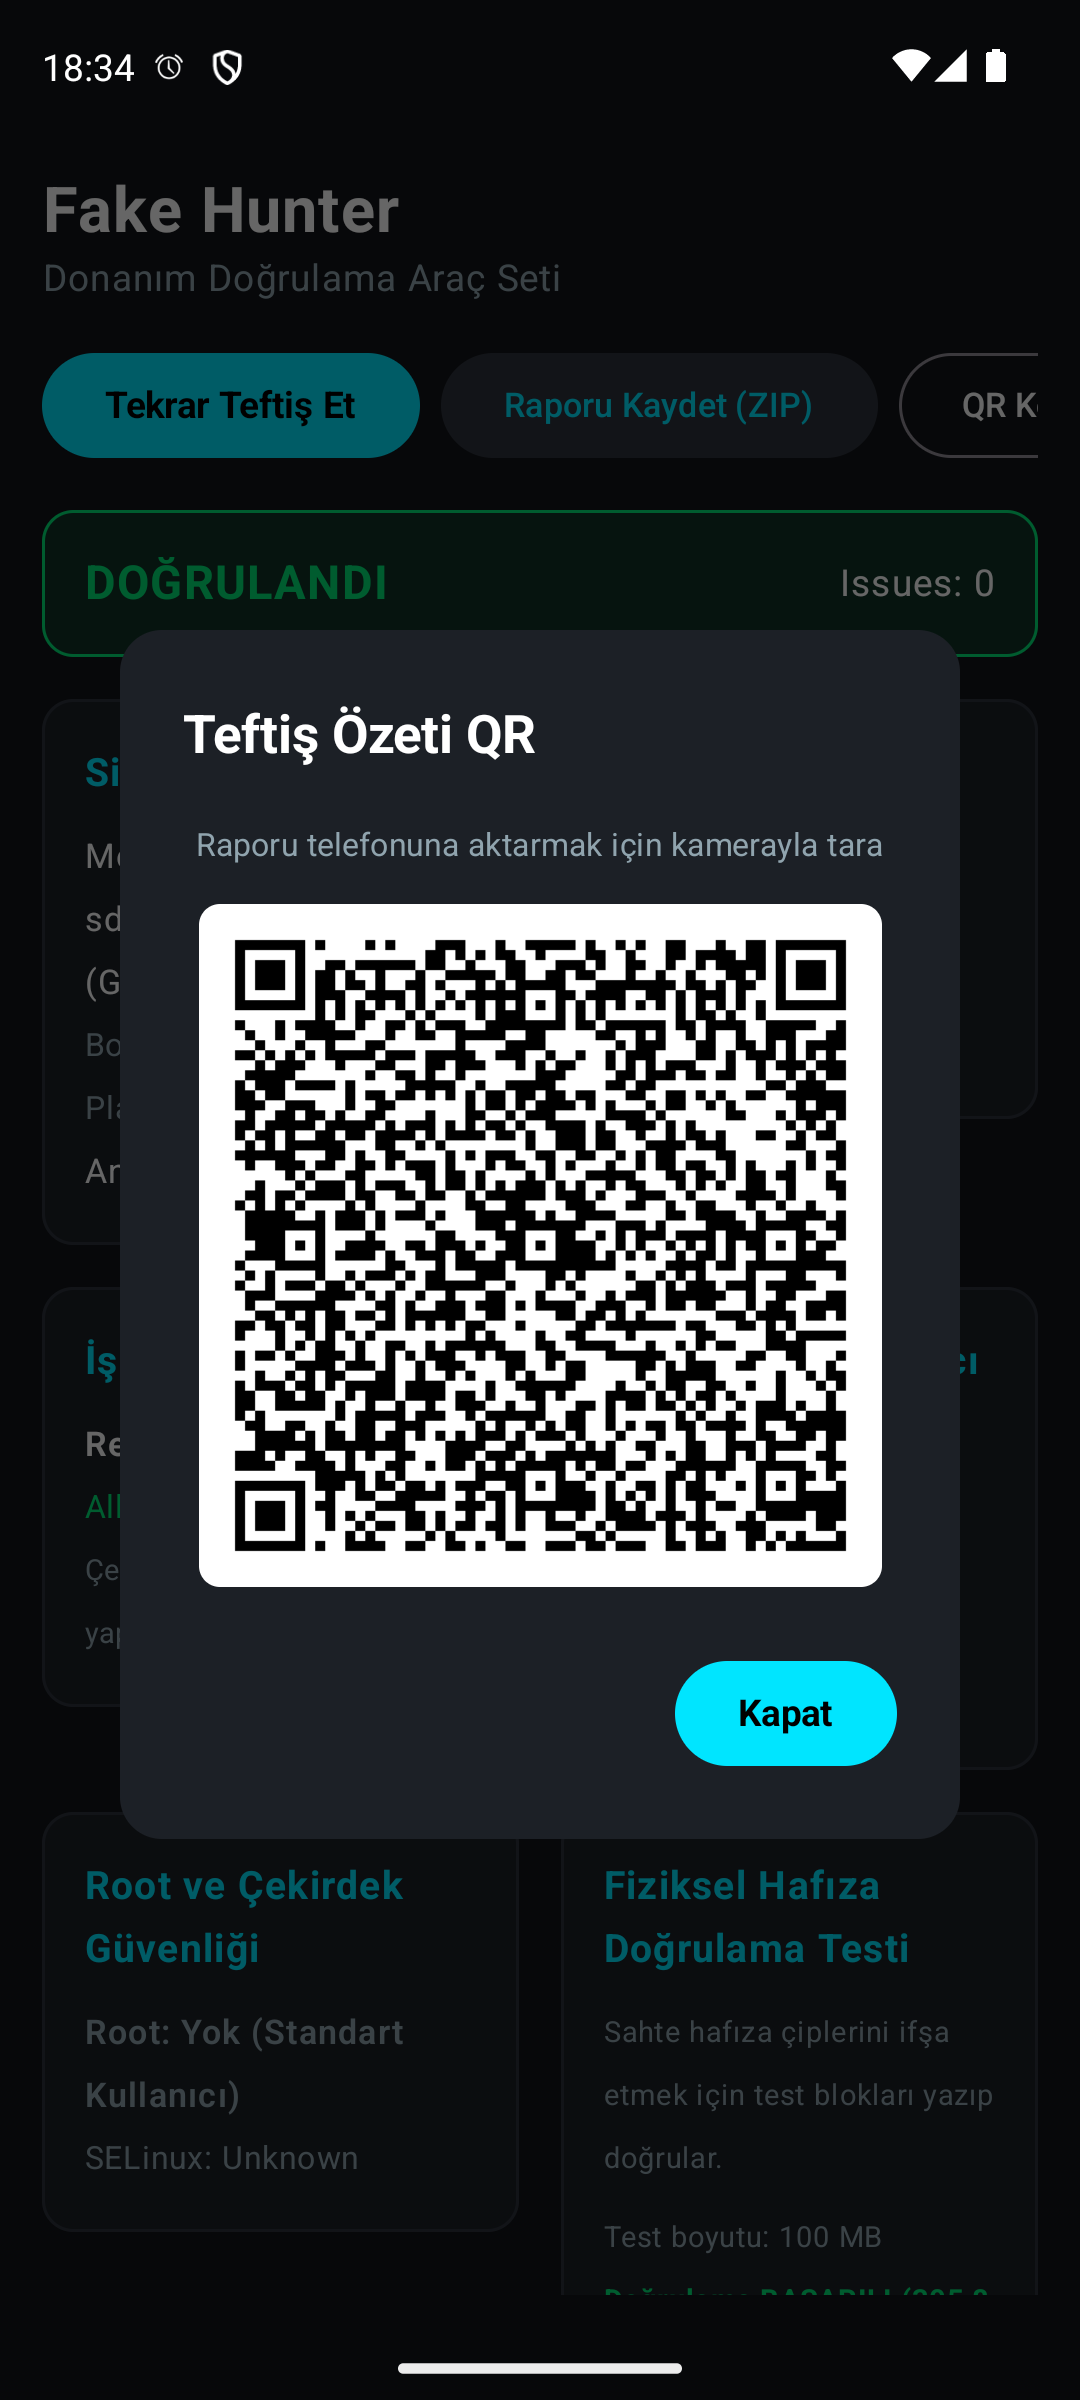 18:34
Fake Hunter
Donanım Doğrulama Araç Seti
Tekrar Teftiş Et
Raporu Kaydet (ZIP)
QR
DOĞRULANDI
Issues: 0
Teftiş Özeti QR
Raporu telefonuna aktarmak için kamerayla tara
Kapat
Root ve Çekirdek
Güvenliği
Root: Yok (Standart
Kullanıcı)
SELinux: Unknown
Fiziksel Hafıza
Doğrulama Testi
Sahte hafıza çiplerini ifşa
etmek için test blokları yazıp
doğrular.
Test boyutu: 100 MB